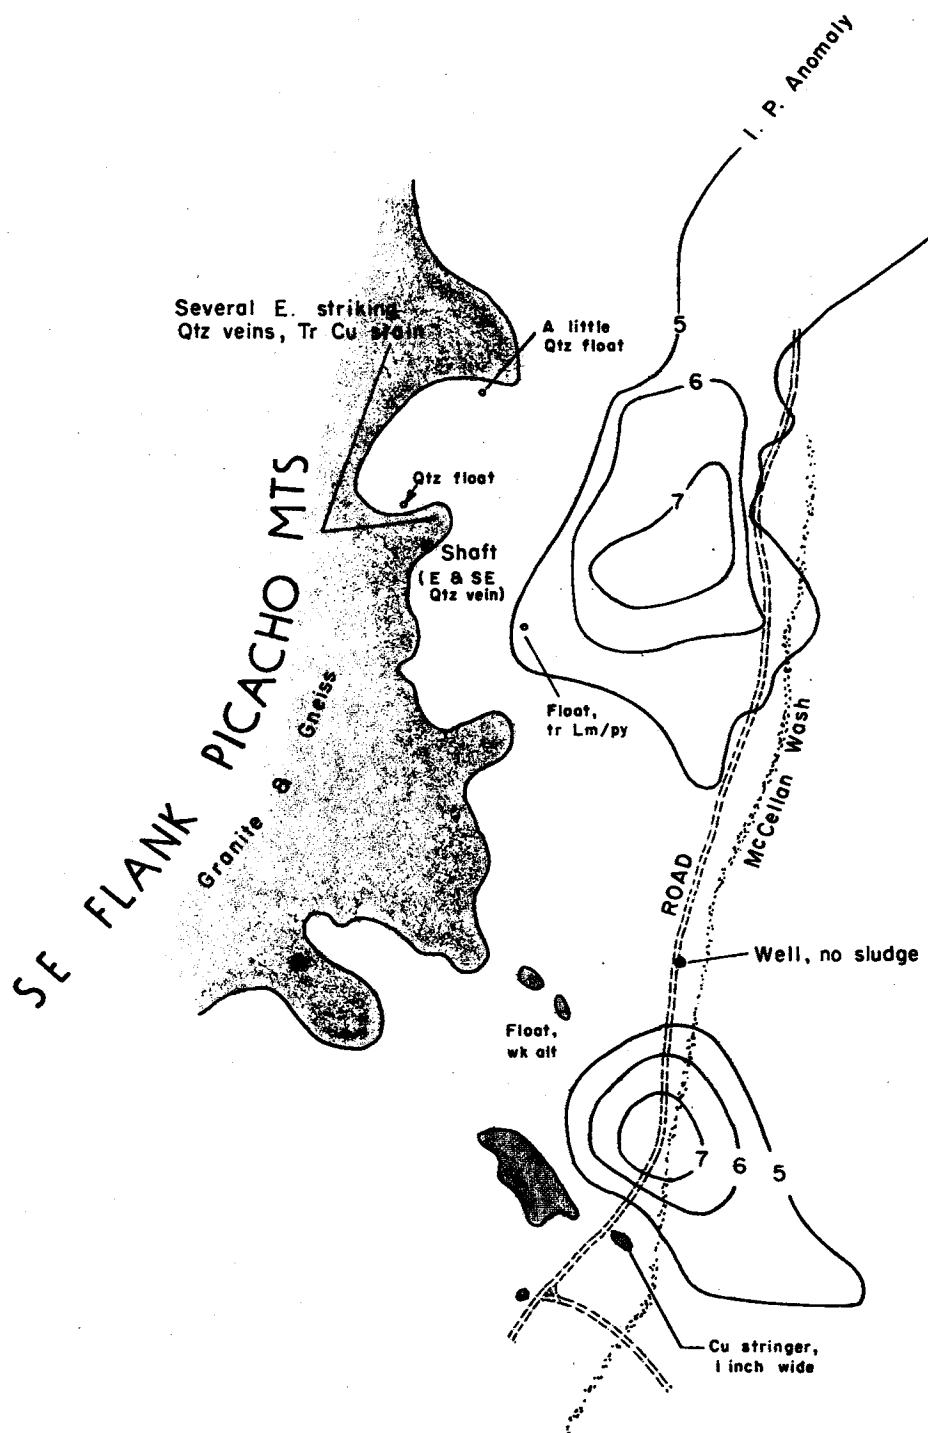 I. P. Anomaly
Several E. striking
Qtz veins, Tr Cu stain
A little
Qtz float
5
6
7
Qtz float
Shaft
(E & SE
Qtz vein)
SE FLANK PICACHO MTS
Granite & Gneiss
Float,
tr Lm/py
McCellan Wash
ROAD
Well, no sludge
Float,
wk alt
7
6
5
Cu stringer,
1 inch wide